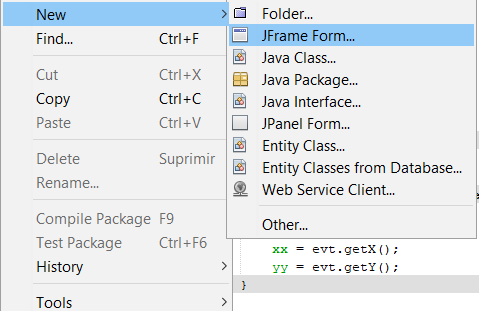 New
Find... Ctrl+F
Cut Ctrl+X
Copy Ctrl+C
Paste Ctrl+V
Delete Suprimir
Rename...
Compile Package F9
Test Package Ctrl+F6
History
Tools
Folder...
JFrame Form...
Java Class...
Java Package...
Java Interface...
JPanel Form...
Entity Class...
Entity Classes from Database...
Web Service Client...
Other...
xx = evt.getX();
yy = evt.getY();
}